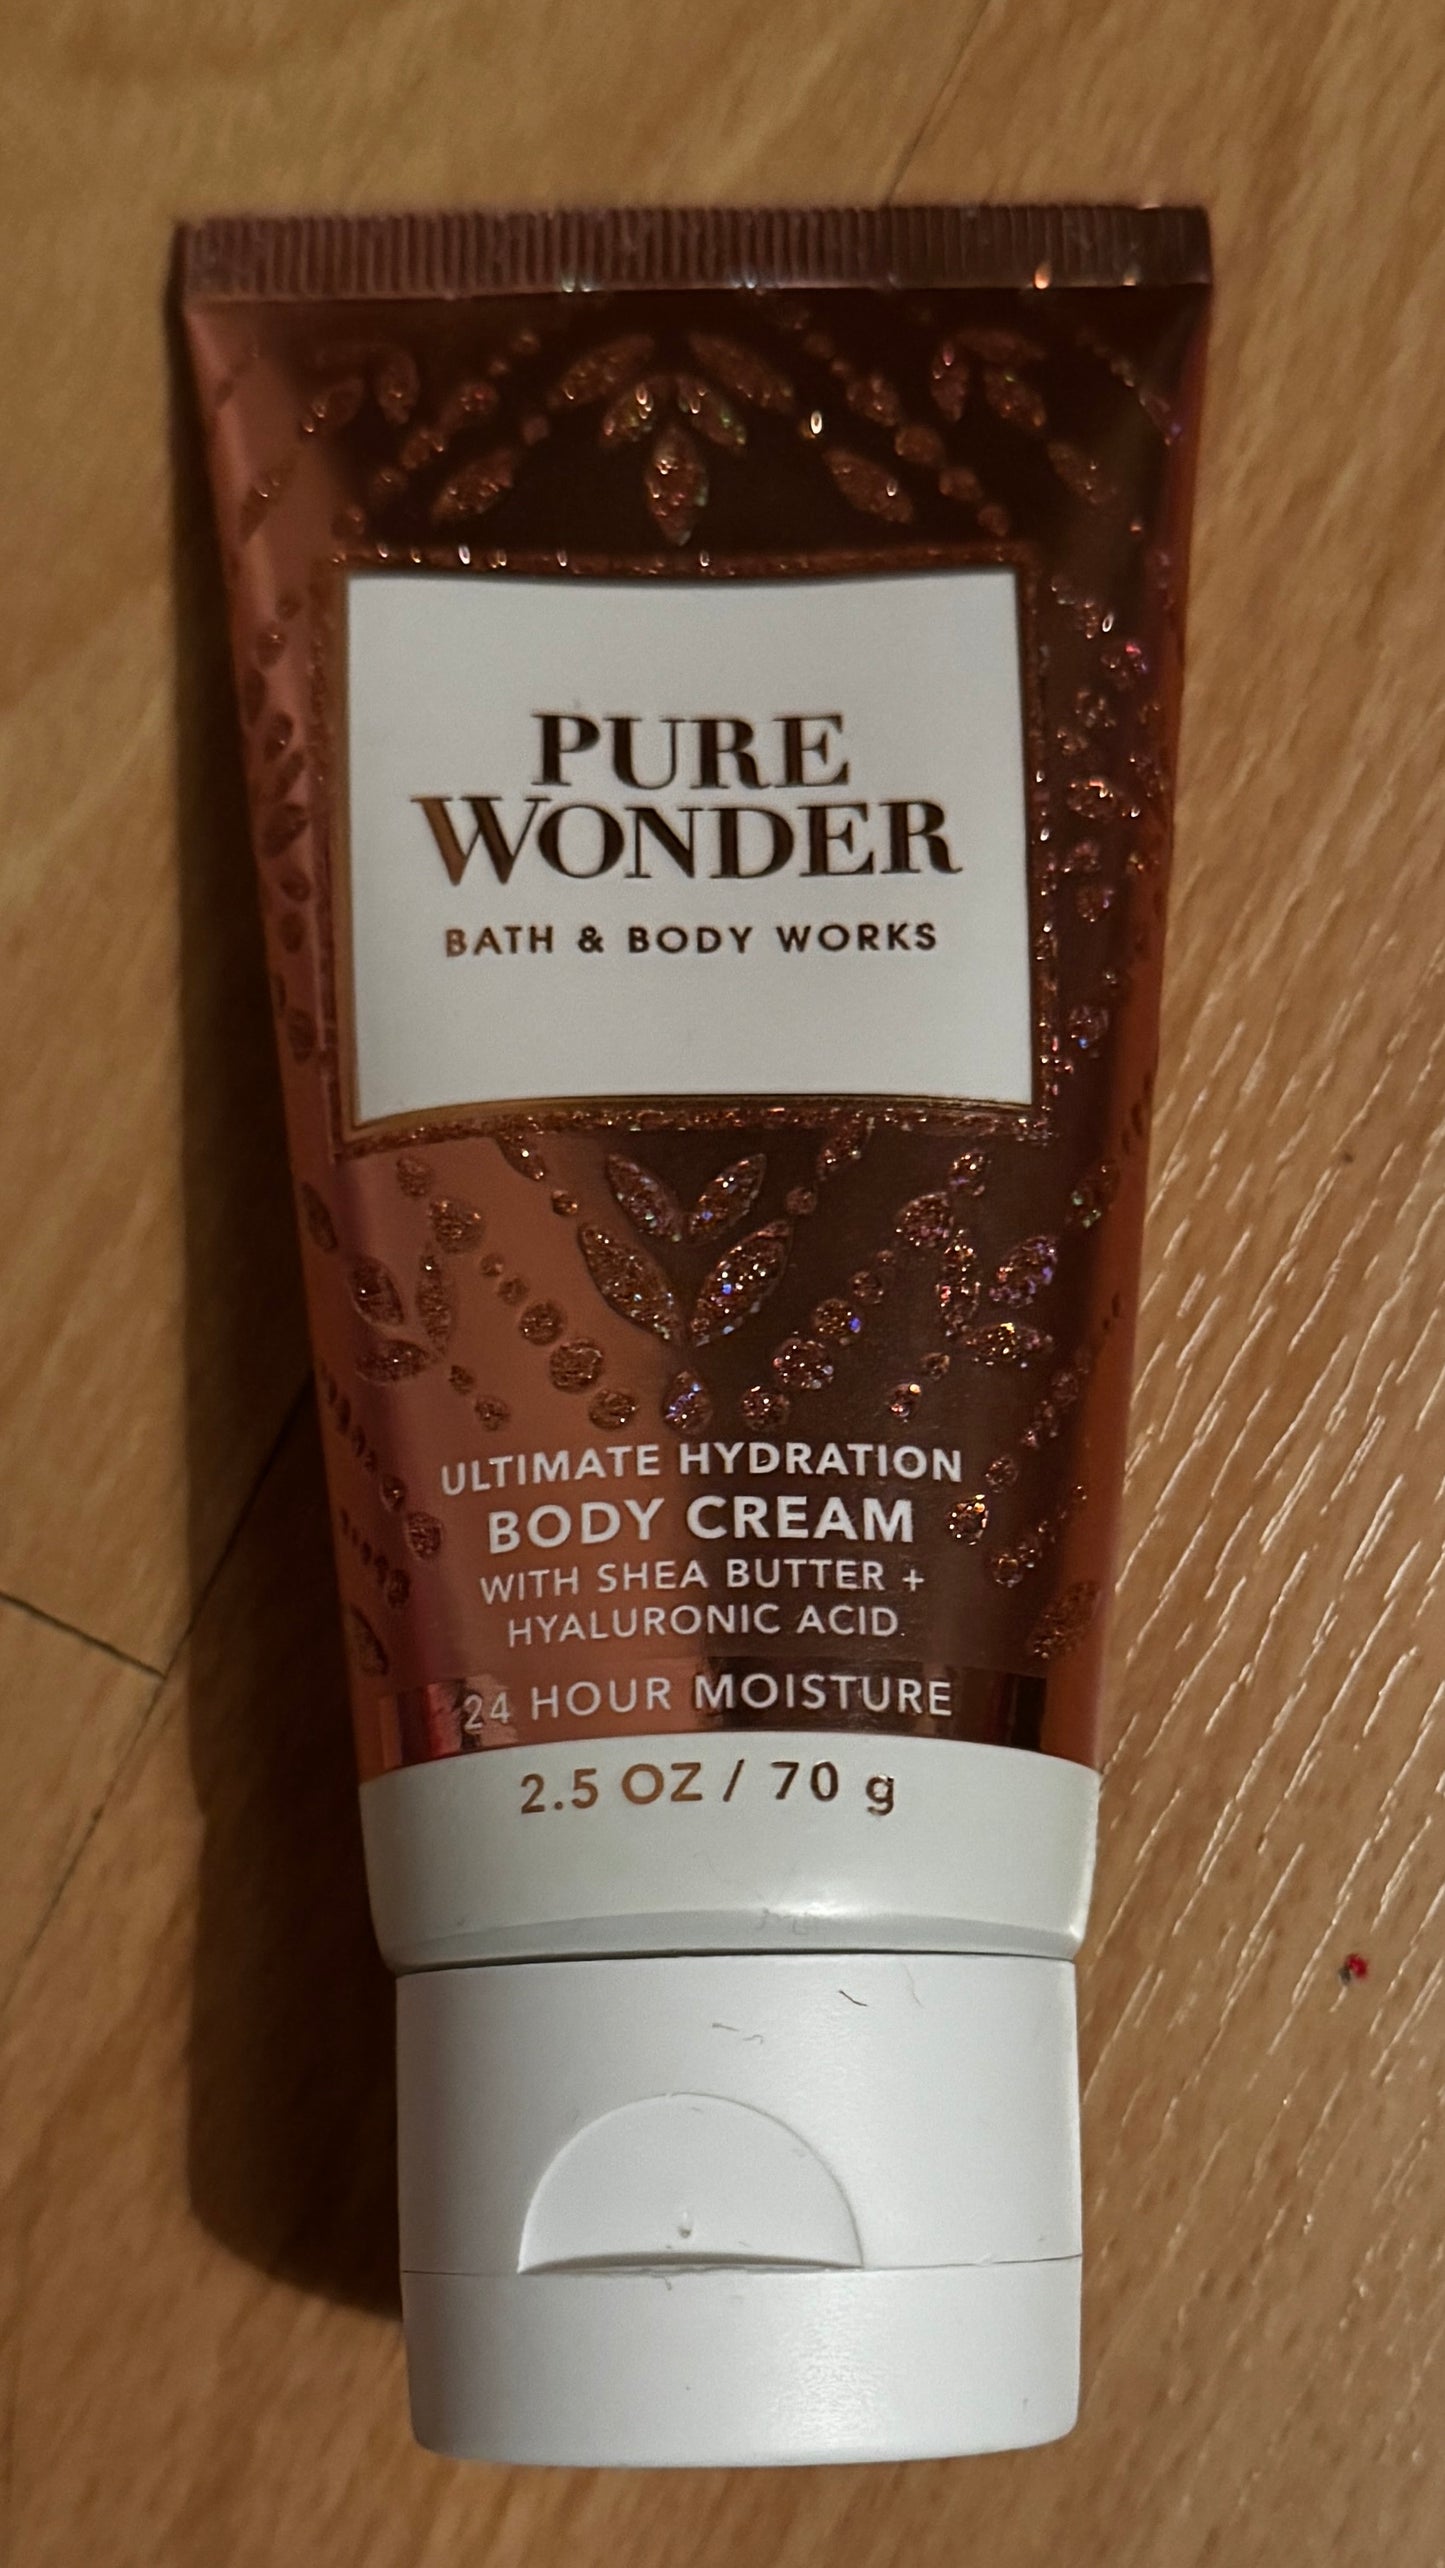 PURE
WONDER
BATH & BODY WORKS
ULTIMATE HYDRATION
BODY CREAM
WITH SHEA BUTTER +
HYALURONIC ACID
24 HOUR MOISTURE
2.5 OZ / 70 g